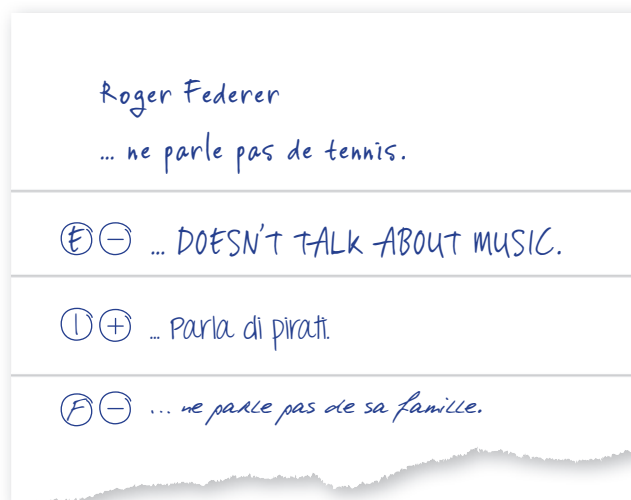 Roger Federer
... ne parle pas de tennis.
E − ... DOESN'T TALK ABOUT MUSIC.
I + ... Parla di pirati.
F − ... ne parle pas de sa famille.